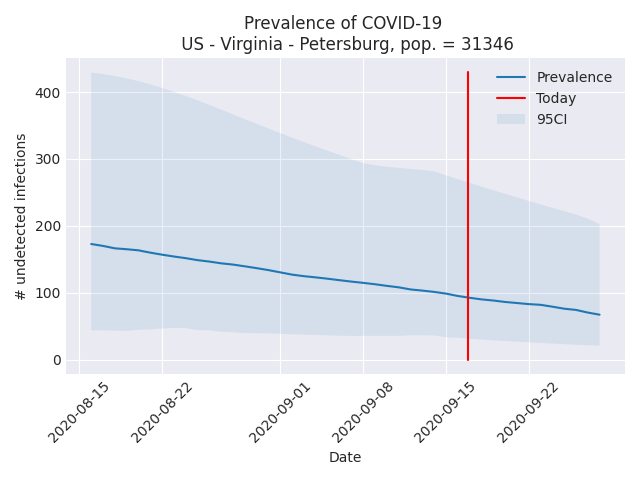 Prevalence of COVID-19
US - Virginia - Petersburg, pop. = 31346
Prevalence
Today
95CI
# undetected infections
400
300
200
100
0
2020-08-15
2020-08-22
2020-09-01
2020-09-08
2020-09-15
2020-09-22
Date